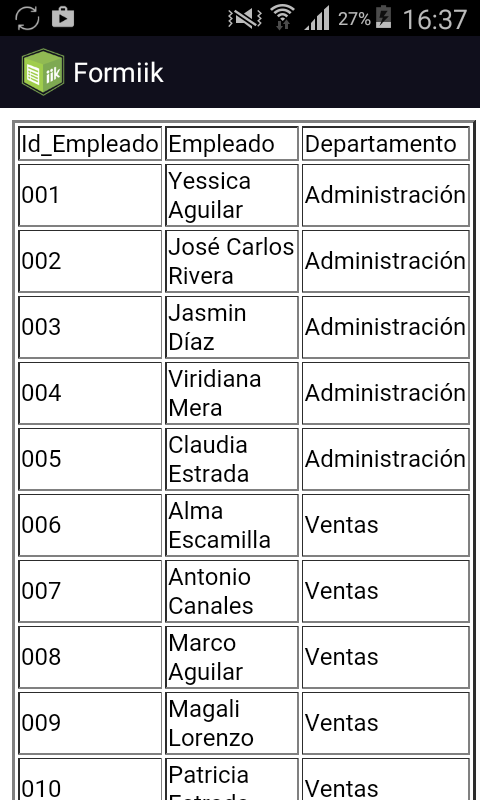 27% 16:37
iik Formiik
Id_Empleado Empleado Departamento
001 Yessica Aguilar Administración
002 José Carlos Rivera Administración
003 Jasmin Díaz Administración
004 Viridiana Mera Administración
005 Claudia Estrada Administración
006 Alma Escamilla Ventas
007 Antonio Canales Ventas
008 Marco Aguilar Ventas
009 Magali Lorenzo Ventas
010 Patricia Estrada Ventas